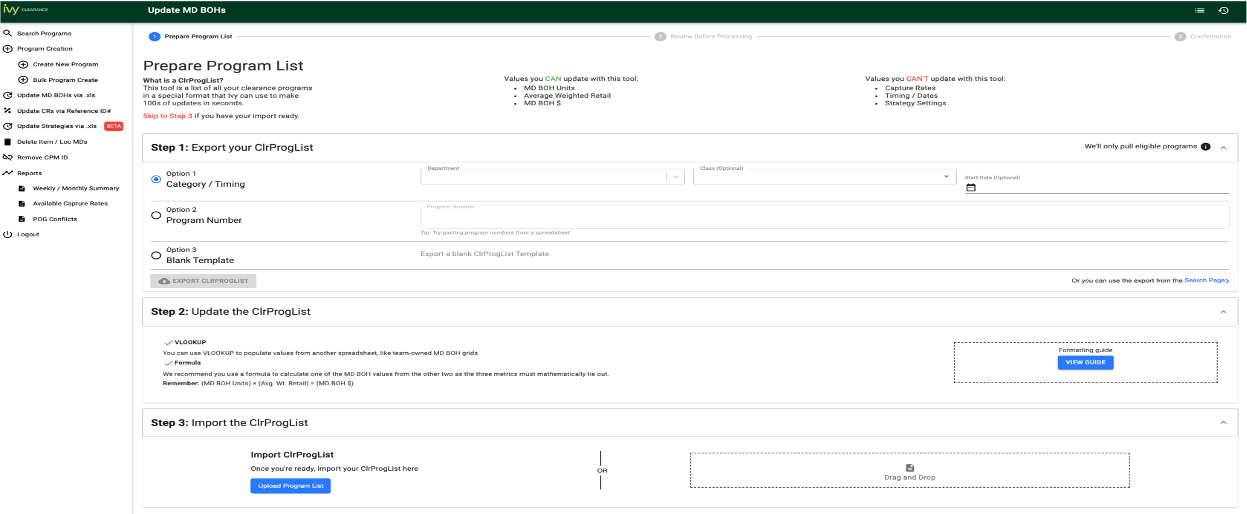 ivy CLEARANCE
Update MD BOHs
Search Programs
Program Creation
Create New Program
Bulk Program Create
Update MD BOHs via .xls
Update CRs via Reference ID#
Update Strategies via .xls BETA
Delete Item / Loc MDs
Remove CPM ID
Reports
Weekly / Monthly Summary
Available Capture Rates
POG Conflicts
Logout
1 Prepare Program List
2 Review Before Processing
3 Confirmation
Prepare Program List
What is a ClrProgList?
This tool is a list of all your clearance programs
in a special format that Ivy can use to make
100s of updates in seconds.
Skip to Step 3 if you have your import ready.
Values you CAN update with this tool:
• MD BOH Units
• Average Weighted Retail
• MD BOH $
Values you CAN'T update with this tool:
• Capture Rates
• Timing / Dates
• Strategy Settings
Step 1: Export your ClrProgList
We'll only pull eligible programs
Option 1
Category / Timing
Department
Class (Optional)
Start Date (Optional)
Option 2
Program Number
Program Number
Tip: Try pasting program numbers from a spreadsheet
Option 3
Blank Template
Export a blank ClrProgList Template.
EXPORT CLRPROGLIST
Or you can use the export from the Search Page
Step 2: Update the ClrProgList
VLOOKUP
You can use VLOOKUP to populate values from another spreadsheet, like team-owned MD BOH grids
Formula
We recommend you use a formula to calculate one of the MD BOH values from the other two as the three metrics must mathematically tie out.
Remember: (MD BOH Units) × (Avg. Wt. Retail) = (MD BOH $)
Formatting guide
VIEW GUIDE
Step 3: Import the ClrProgList
Import ClrProgList
Once you're ready, import your ClrProgList here
Upload Program List
OR
Drag and Drop